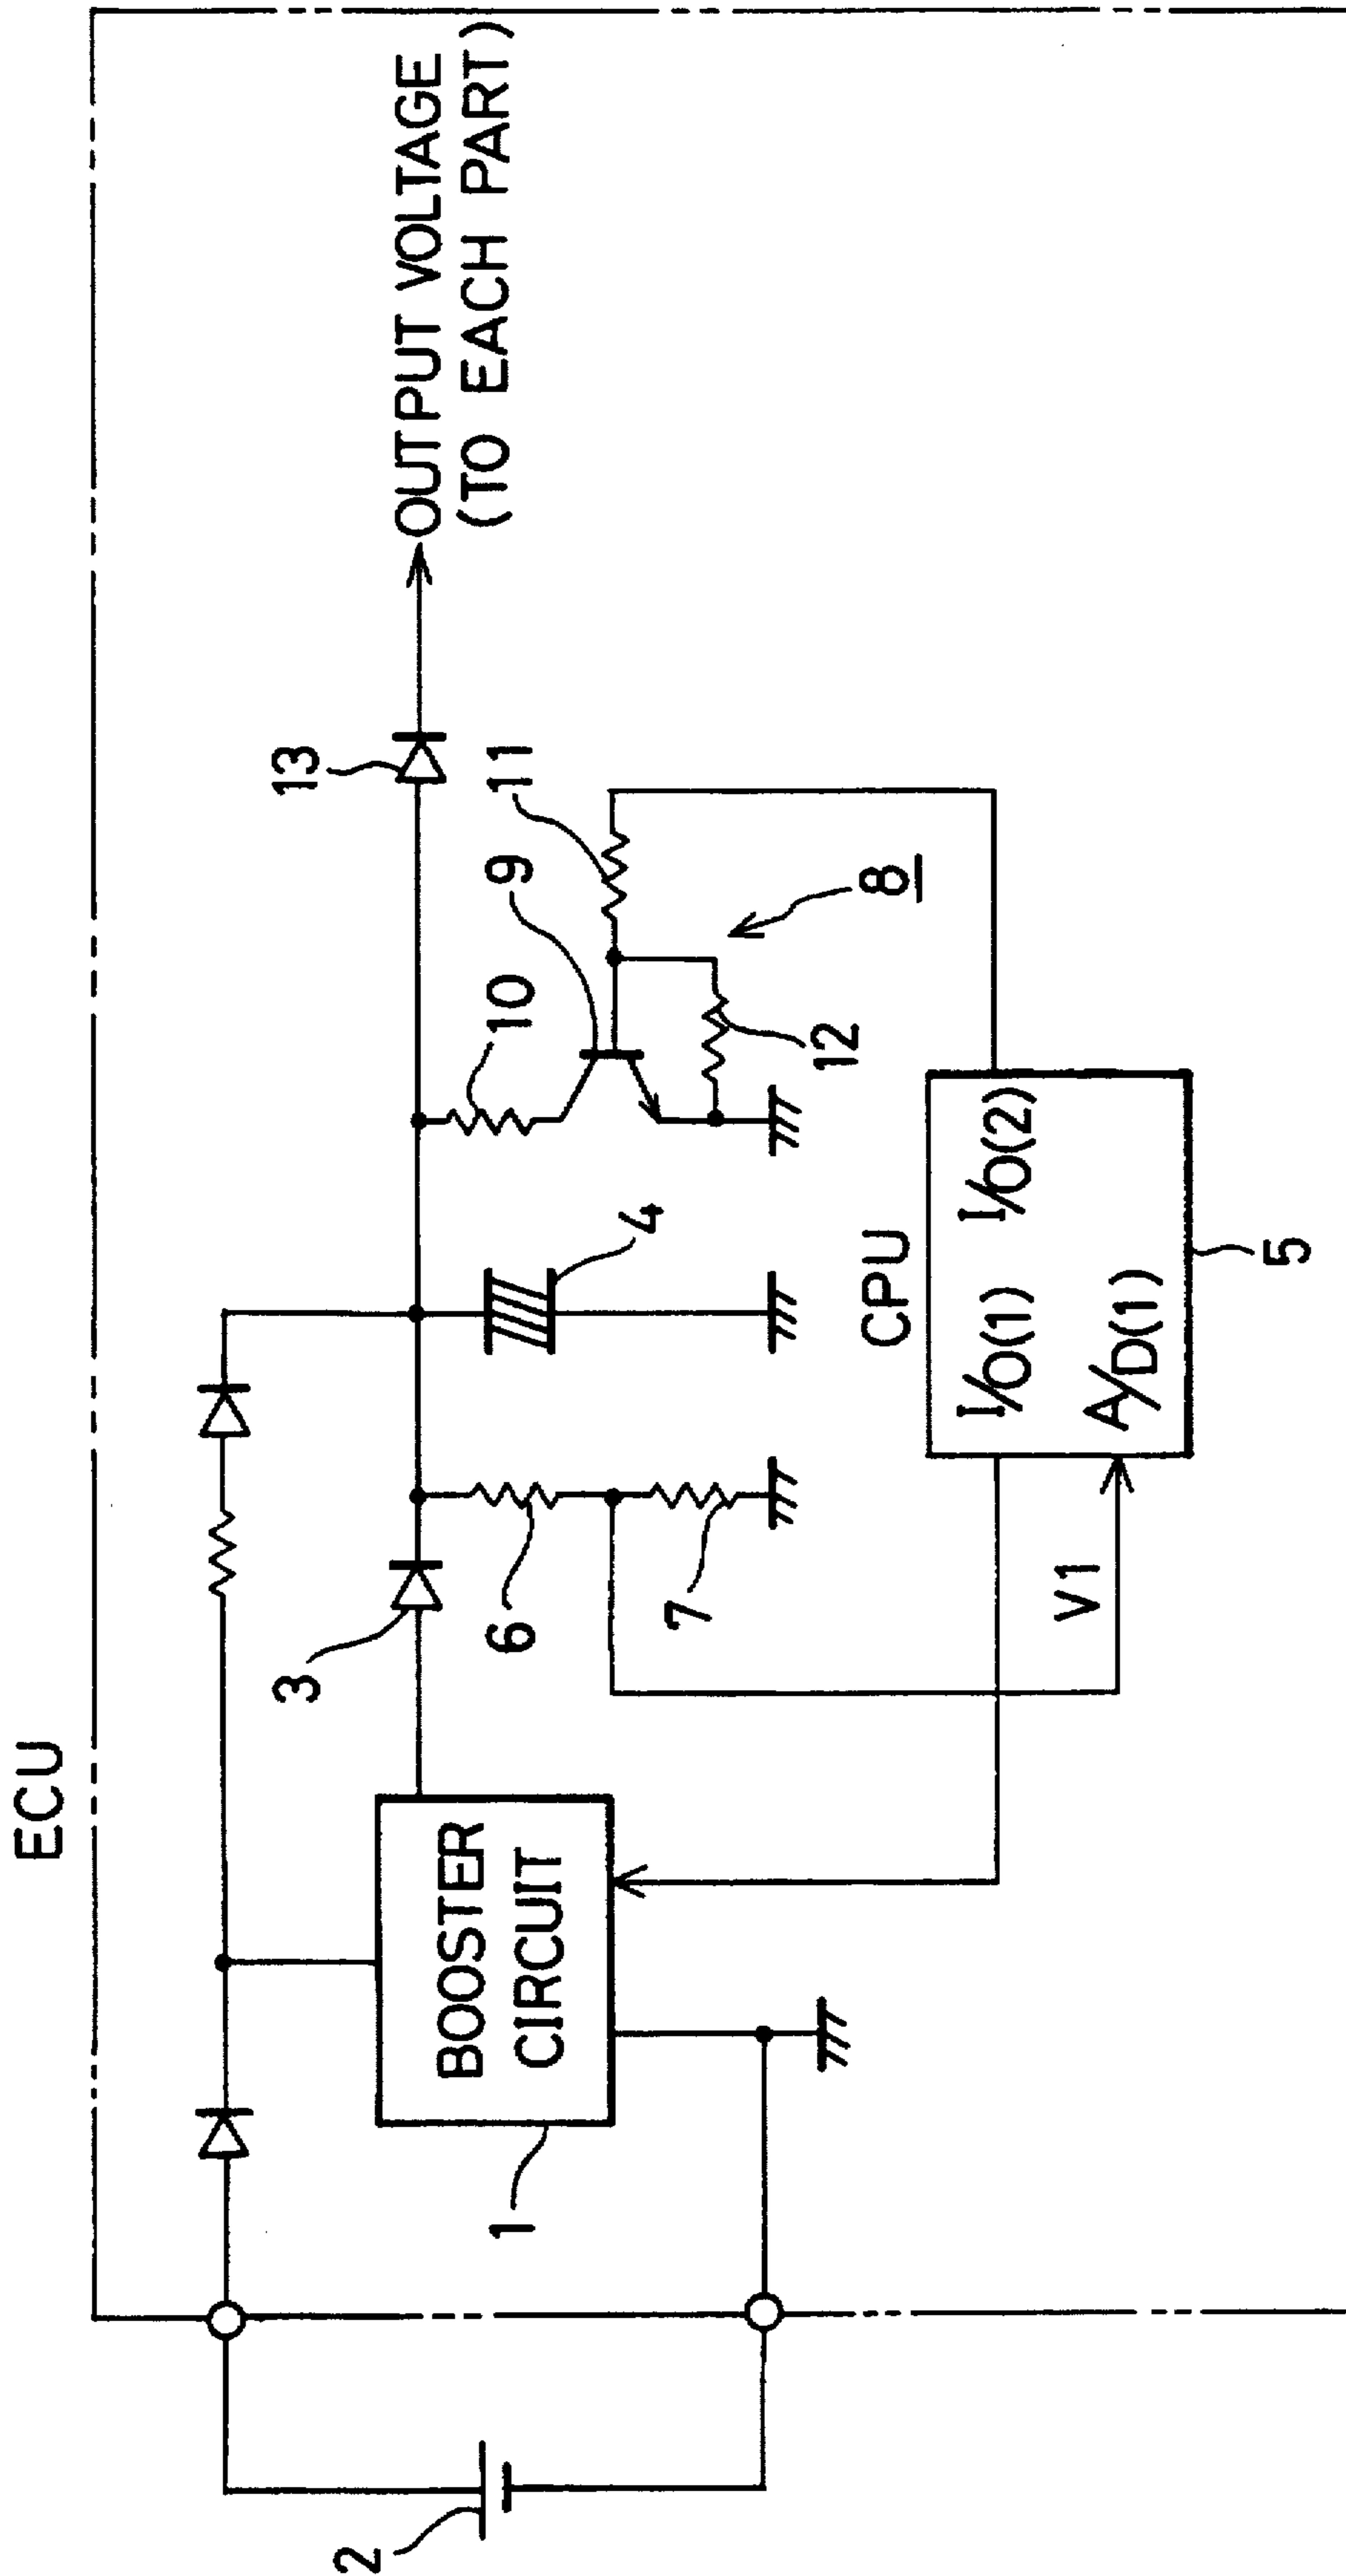 ECU
OUTPUT VOLTAGE
(TO EACH PART)
13
3
10
9
11
6
4
8
BOOSTER
CIRCUIT
1
2
7
12
CPU
I/O(1)
I/O(2)
V1
A/D(1)
5